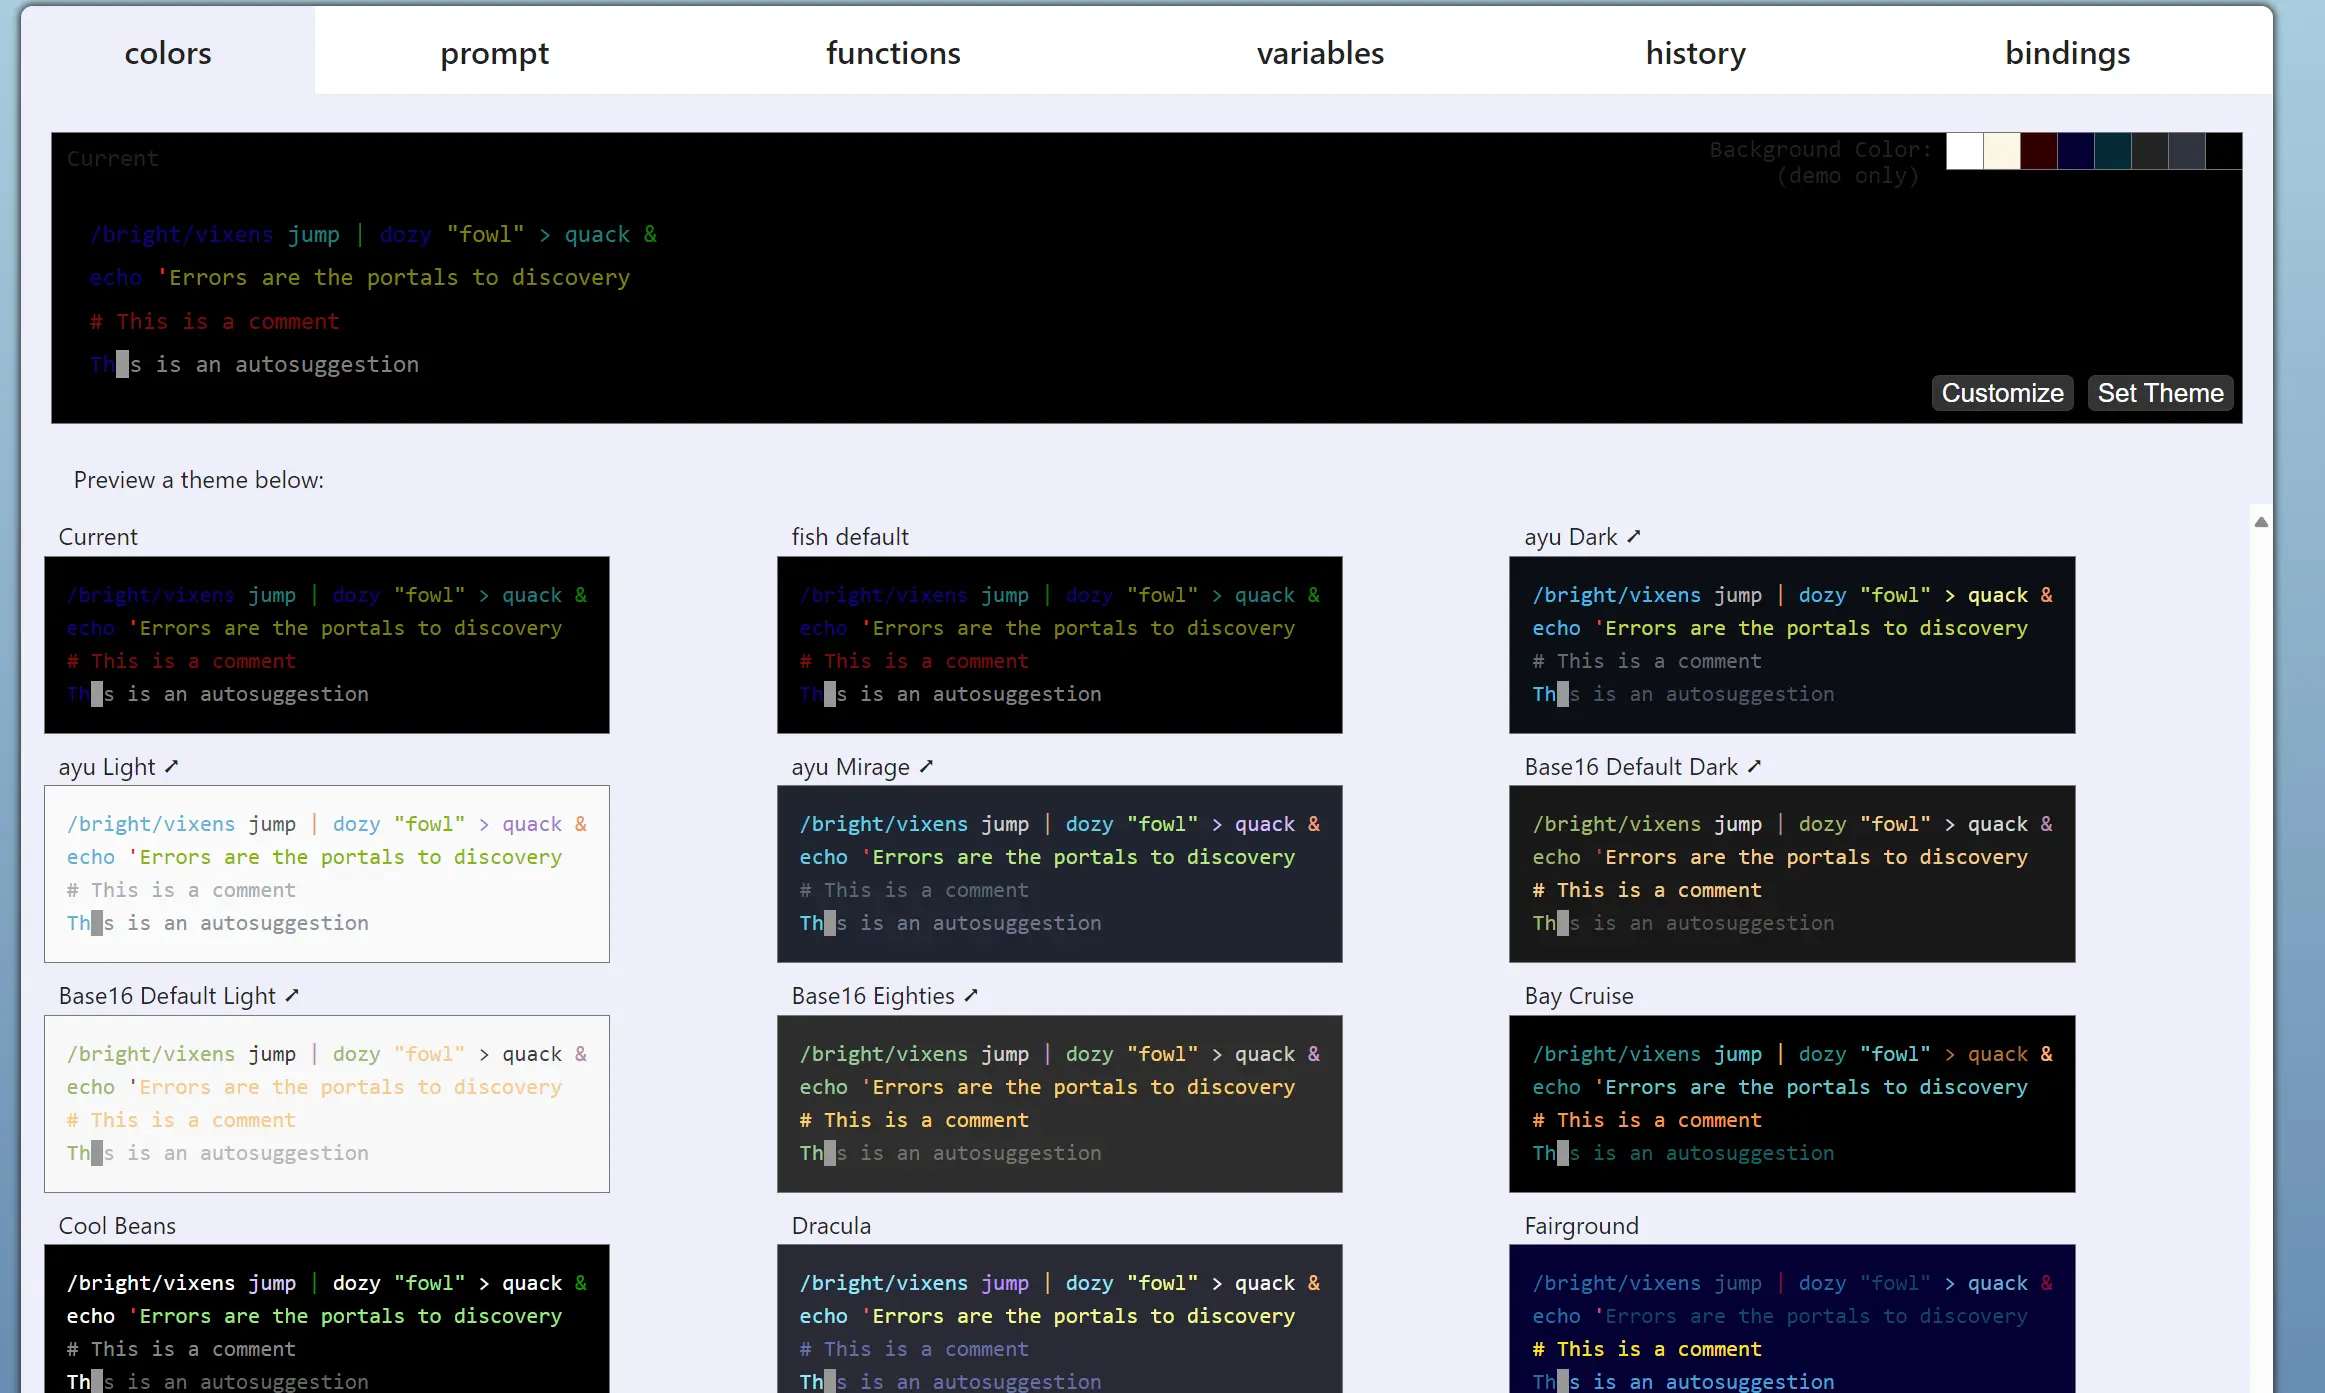 colors prompt functions variables history bindings
Current
Background Color:
(demo only)
/bright/vixens jump | dozy "fowl" > quack &
echo 'Errors are the portals to discovery
# This is a comment
Th s is an autosuggestion
Customize Set Theme
Preview a theme below:
Current
/bright/vixens jump | dozy "fowl" > quack &
echo 'Errors are the portals to discovery
# This is a comment
Th s is an autosuggestion
fish default
/bright/vixens jump | dozy "fowl" > quack &
echo 'Errors are the portals to discovery
# This is a comment
Th s is an autosuggestion
ayu Dark ➚
/bright/vixens jump | dozy "fowl" > quack &
echo 'Errors are the portals to discovery
# This is a comment
Th s is an autosuggestion
ayu Light ➚
/bright/vixens jump | dozy "fowl" > quack &
echo 'Errors are the portals to discovery
# This is a comment
Th s is an autosuggestion
ayu Mirage ➚
/bright/vixens jump | dozy "fowl" > quack &
echo 'Errors are the portals to discovery
# This is a comment
Th s is an autosuggestion
Base16 Default Dark ➚
/bright/vixens jump | dozy "fowl" > quack &
echo 'Errors are the portals to discovery
# This is a comment
Th s is an autosuggestion
Base16 Default Light ➚
/bright/vixens jump | dozy "fowl" > quack &
echo 'Errors are the portals to discovery
# This is a comment
Th s is an autosuggestion
Base16 Eighties ➚
/bright/vixens jump | dozy "fowl" > quack &
echo 'Errors are the portals to discovery
# This is a comment
Th s is an autosuggestion
Bay Cruise
/bright/vixens jump | dozy "fowl" > quack &
echo 'Errors are the portals to discovery
# This is a comment
Th s is an autosuggestion
Cool Beans
/bright/vixens jump | dozy "fowl" > quack &
echo 'Errors are the portals to discovery
# This is a comment
Th s is an autosuggestion
Dracula
/bright/vixens jump | dozy "fowl" > quack &
echo 'Errors are the portals to discovery
# This is a comment
Th s is an autosuggestion
Fairground
/bright/vixens jump | dozy "fowl" > quack &
echo 'Errors are the portals to discovery
# This is a comment
Th s is an autosuggestion